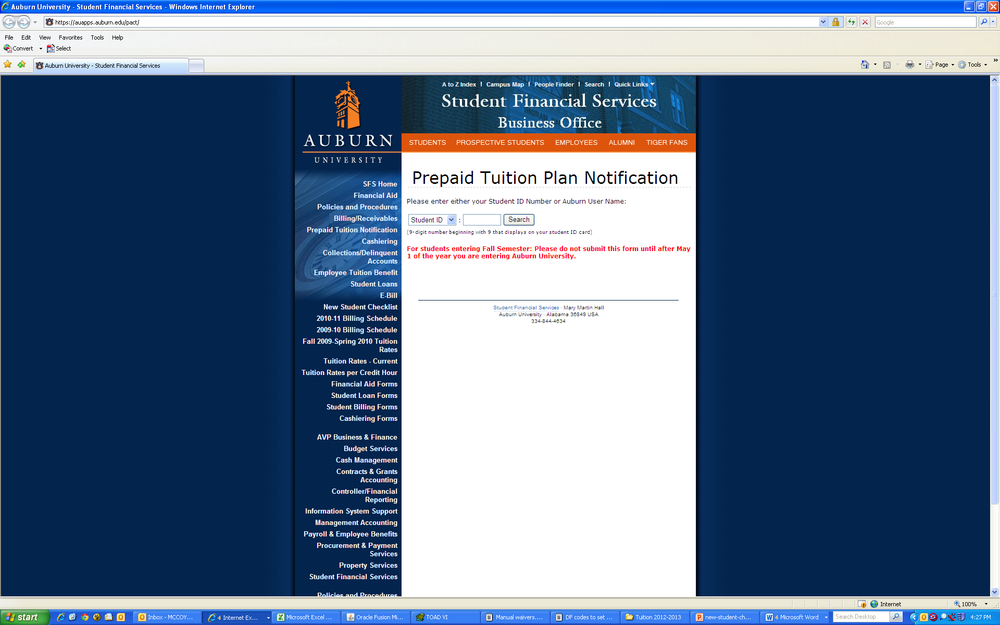 Auburn University - Student Financial Services - Windows Internet Explorer
https://auapps.auburn.edu/pact/
Google
File Edit View Favorites Tools Help
Convert Select
Auburn University - Student Financial Services
Page Tools »
A to Z Index | Campus Map | People Finder | Search | Quick Links
Student Financial Services
Business Office
AUBURN
UNIVERSITY
STUDENTS PROSPECTIVE STUDENTS EMPLOYEES ALUMNI TIGER FANS
SFS Home
Financial Aid
Policies and Procedures
Billing/Receivables
Prepaid Tuition Notification
Cashiering
Collections/Delinquent
Accounts
Employee Tuition Benefit
Student Loans
E-Bill
New Student Checklist
2010-11 Billing Schedule
2009-10 Billing Schedule
Fall 2009-Spring 2010 Tuition
Rates
Tuition Rates - Current
Tuition Rates per Credit Hour
Financial Aid Forms
Student Loan Forms
Student Billing Forms
Cashiering Forms
AVP Business & Finance
Budget Services
Cash Management
Contracts & Grants
Accounting
Controller/Financial
Reporting
Information System Support
Management Accounting
Payroll & Employee Benefits
Procurement & Payment
Services
Property Services
Student Financial Services
Policies and Procedures
Prepaid Tuition Plan Notification
Please enter either your Student ID Number or Auburn User Name:
Student ID : Search
(9-digit number beginning with 9 that displays on your student ID card)
For students entering Fall Semester: Please do not submit this form until after May
1 of the year you are entering Auburn University.
Student Financial Services · Mary Martin Hall
Auburn University · Alabama 36849 USA
334-844-4634
Internet 100%
start Inbox - MCCOY... 4 Internet Ex... Microsoft Excel ... Oracle Fusion Mi... TOAD VI Manual waivers.... DF codes to set ... Tuition 2012-2013 new-student-ch... 4 Microsoft Word Search Desktop 4:27 PM